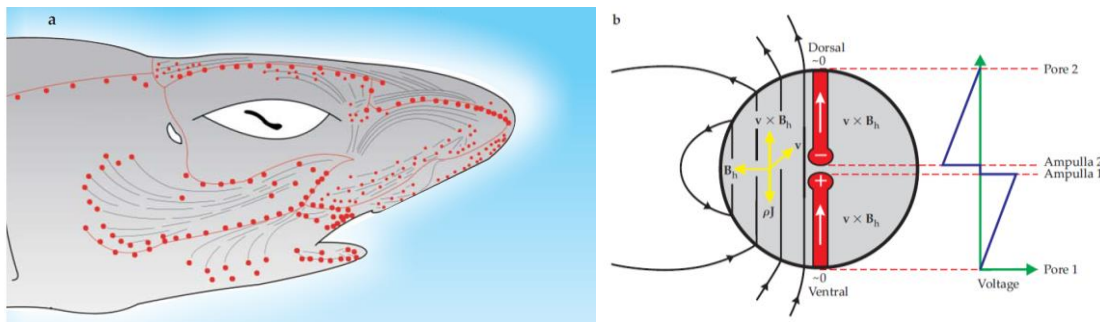 a
b
Dorsal
~0
Pore 2
v × B_h
v × B_h
v
B_h
−
Ampulla 2
Ampulla 1
+
ρJ
v × B_h
~0
Ventral
Voltage
Pore 1